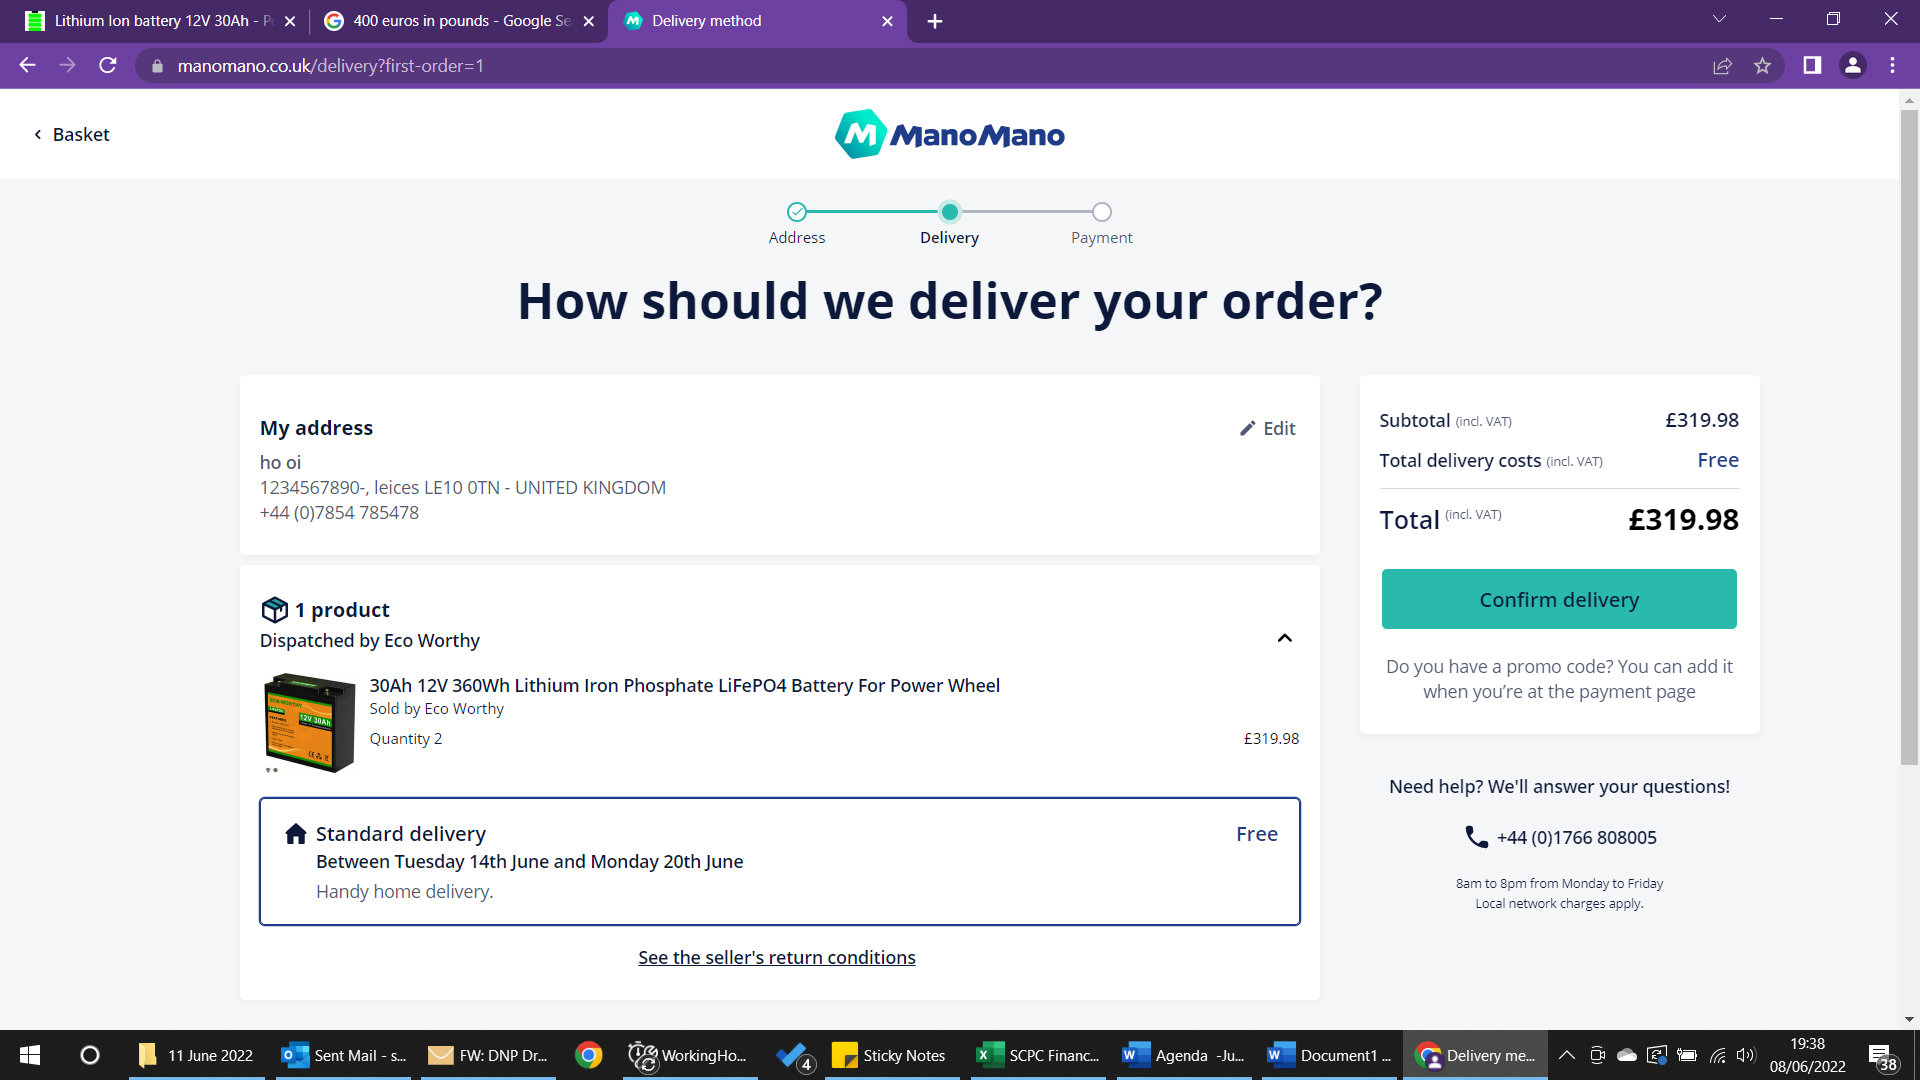 Lithium Ion battery 12V 30Ah - P
400 euros in pounds - Google Se
Delivery method
manomano.co.uk/delivery?first-order=1
Basket
ManoMano
Address
Delivery
Payment
How should we deliver your order?
My address
Edit
ho oi
1234567890-, leices LE10 0TN - UNITED KINGDOM
+44 (0)7854 785478
1 product
Dispatched by Eco Worthy
12V 30Ah
30Ah 12V 360Wh Lithium Iron Phosphate LiFePO4 Battery For Power Wheel
Sold by Eco Worthy
Quantity 2
£319.98
Standard delivery
Free
Between Tuesday 14th June and Monday 20th June
Handy home delivery.
See the seller's return conditions
Subtotal (incl. VAT)
£319.98
Total delivery costs (incl. VAT)
Free
Total (incl. VAT)
£319.98
Confirm delivery
Do you have a promo code? You can add it
when you’re at the payment page
Need help? We'll answer your questions!
+44 (0)1766 808005
8am to 8pm from Monday to Friday
Local network charges apply.
11 June 2022
Sent Mail - s...
FW: DNP Dr...
WorkingHo...
4
Sticky Notes
SCPC Financ...
Agenda -Ju...
Document1 ...
Delivery me...
19:38
08/06/2022
38